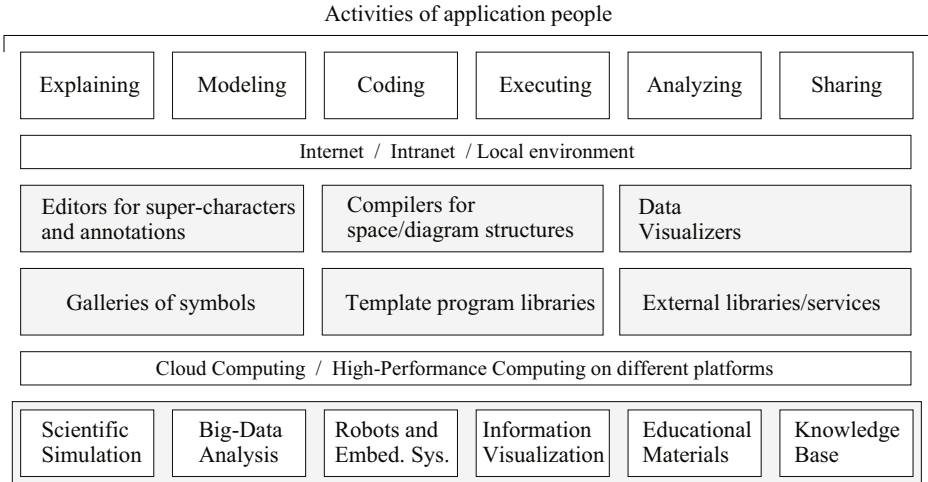 Activities of application people
Explaining
Modeling
Coding
Executing
Analyzing
Sharing
Internet / Intranet / Local environment
Editors for super-characters
and annotations
Compilers for
space/diagram structures
Data
Visualizers
Galleries of symbols
Template program libraries
External libraries/services
Cloud Computing / High-Performance Computing on different platforms
Scientific
Simulation
Big-Data
Analysis
Robots and
Embed. Sys.
Information
Visualization
Educational
Materials
Knowledge
Base